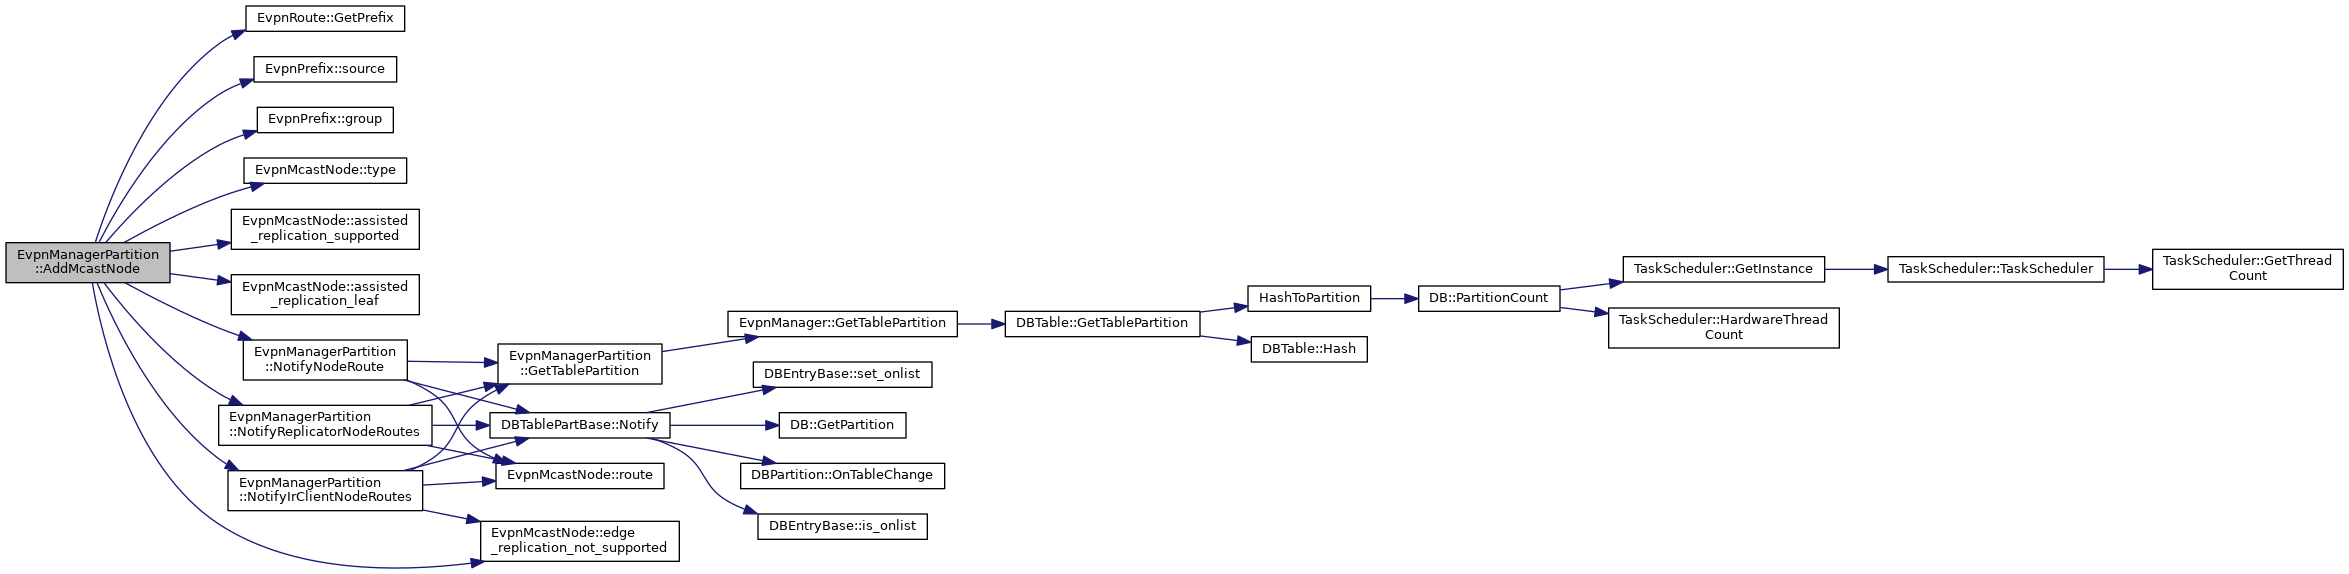 EvpnManagerPartition
::AddMcastNode
EvpnRoute::GetPrefix
EvpnPrefix::source
EvpnPrefix::group
EvpnMcastNode::type
EvpnMcastNode::assisted
_replication_supported
EvpnMcastNode::assisted
_replication_leaf
EvpnManagerPartition
::NotifyNodeRoute
EvpnManagerPartition
::NotifyReplicatorNodeRoutes
EvpnManagerPartition
::NotifyIrClientNodeRoutes
EvpnManagerPartition
::GetTablePartition
DBTablePartBase::Notify
EvpnMcastNode::route
EvpnMcastNode::edge
_replication_not_supported
EvpnManager::GetTablePartition
DBEntryBase::set_onlist
DB::GetPartition
DBPartition::OnTableChange
DBEntryBase::is_onlist
DBTable::GetTablePartition
HashToPartition
DBTable::Hash
DB::PartitionCount
TaskScheduler::GetInstance
TaskScheduler::HardwareThread
Count
TaskScheduler::TaskScheduler
TaskScheduler::GetThread
Count